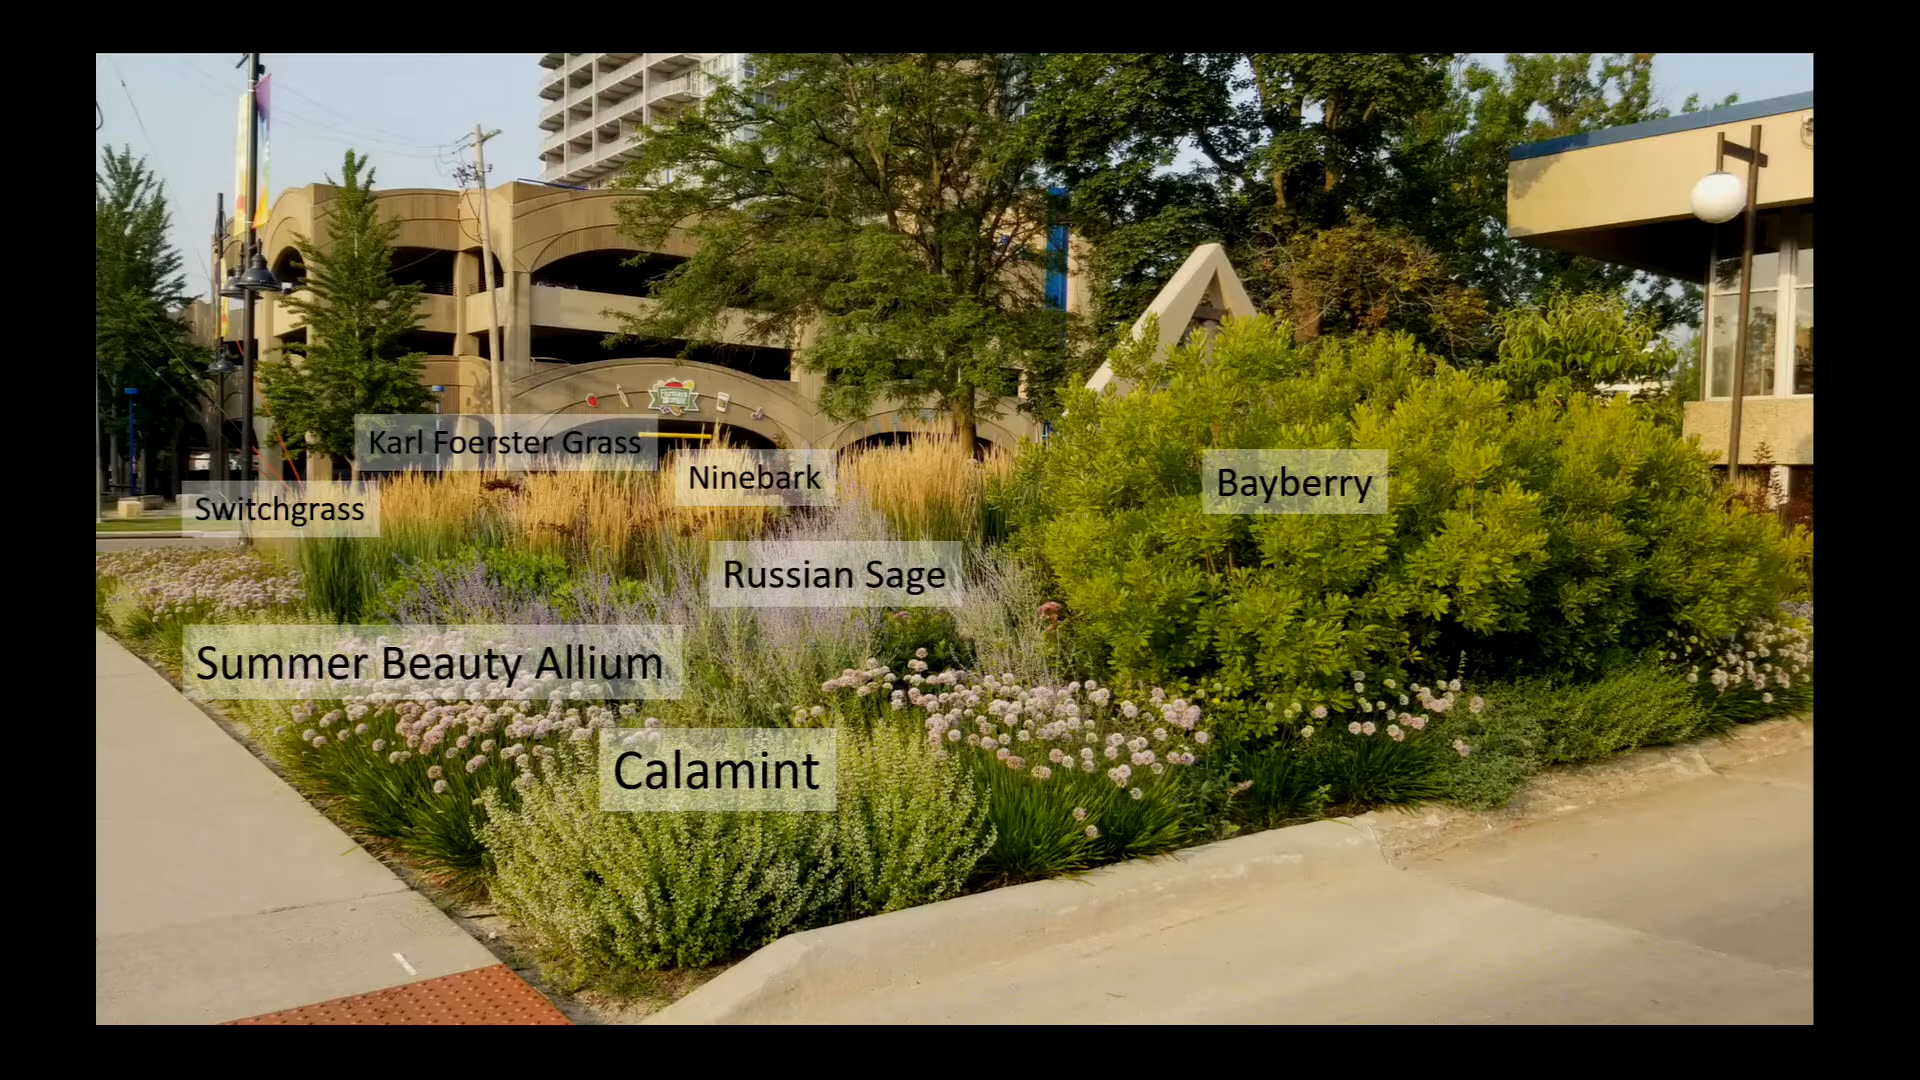 Karl Foerster Grass
Ninebark
Bayberry
Switchgrass
Russian Sage
Summer Beauty Allium
Calamint